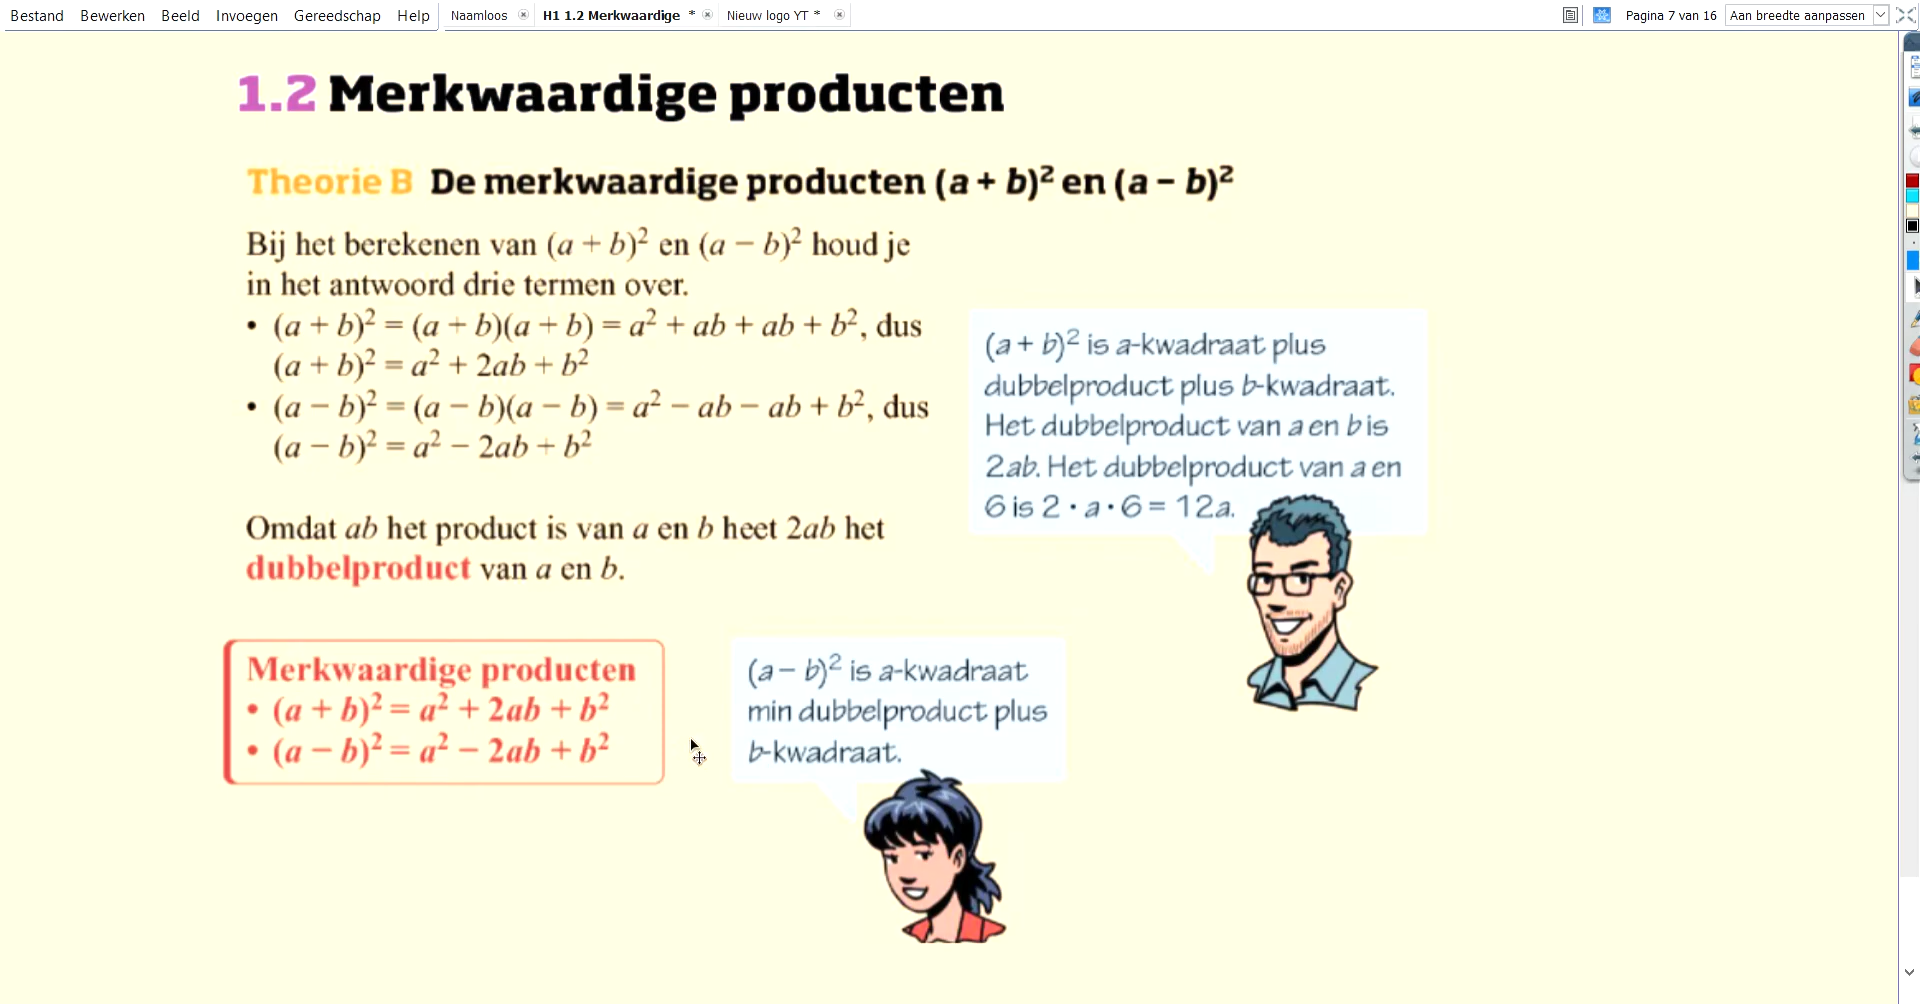 Bestand Bewerken Beeld Invoegen Gereedschap Help Naamloos H1 1.2 Merkwaardige * Nieuw logo YT * Pagina 7 van 16 Aan breedte aanpassen
1.2 Merkwaardige producten
Theorie B De merkwaardige producten (a + b)² en (a – b)²
Bij het berekenen van (a + b)² en (a − b)² houd je
in het antwoord drie termen over.
• (a + b)² = (a + b)(a + b) = a² + ab + ab + b², dus
(a + b)² = a² + 2ab + b²
• (a − b)² = (a − b)(a − b) = a² − ab − ab + b², dus
(a − b)² = a² − 2ab + b²
Omdat ab het product is van a en b heet 2ab het
dubbelproduct van a en b.
(a + b)² is a-kwadraat plus
dubbelproduct plus b-kwadraat.
Het dubbelproduct van a en b is
2ab. Het dubbelproduct van a en
6 is 2 · a · 6 = 12a.
Merkwaardige producten
• (a + b)² = a² + 2ab + b²
• (a − b)² = a² − 2ab + b²
(a − b)² is a-kwadraat
min dubbelproduct plus
b-kwadraat.